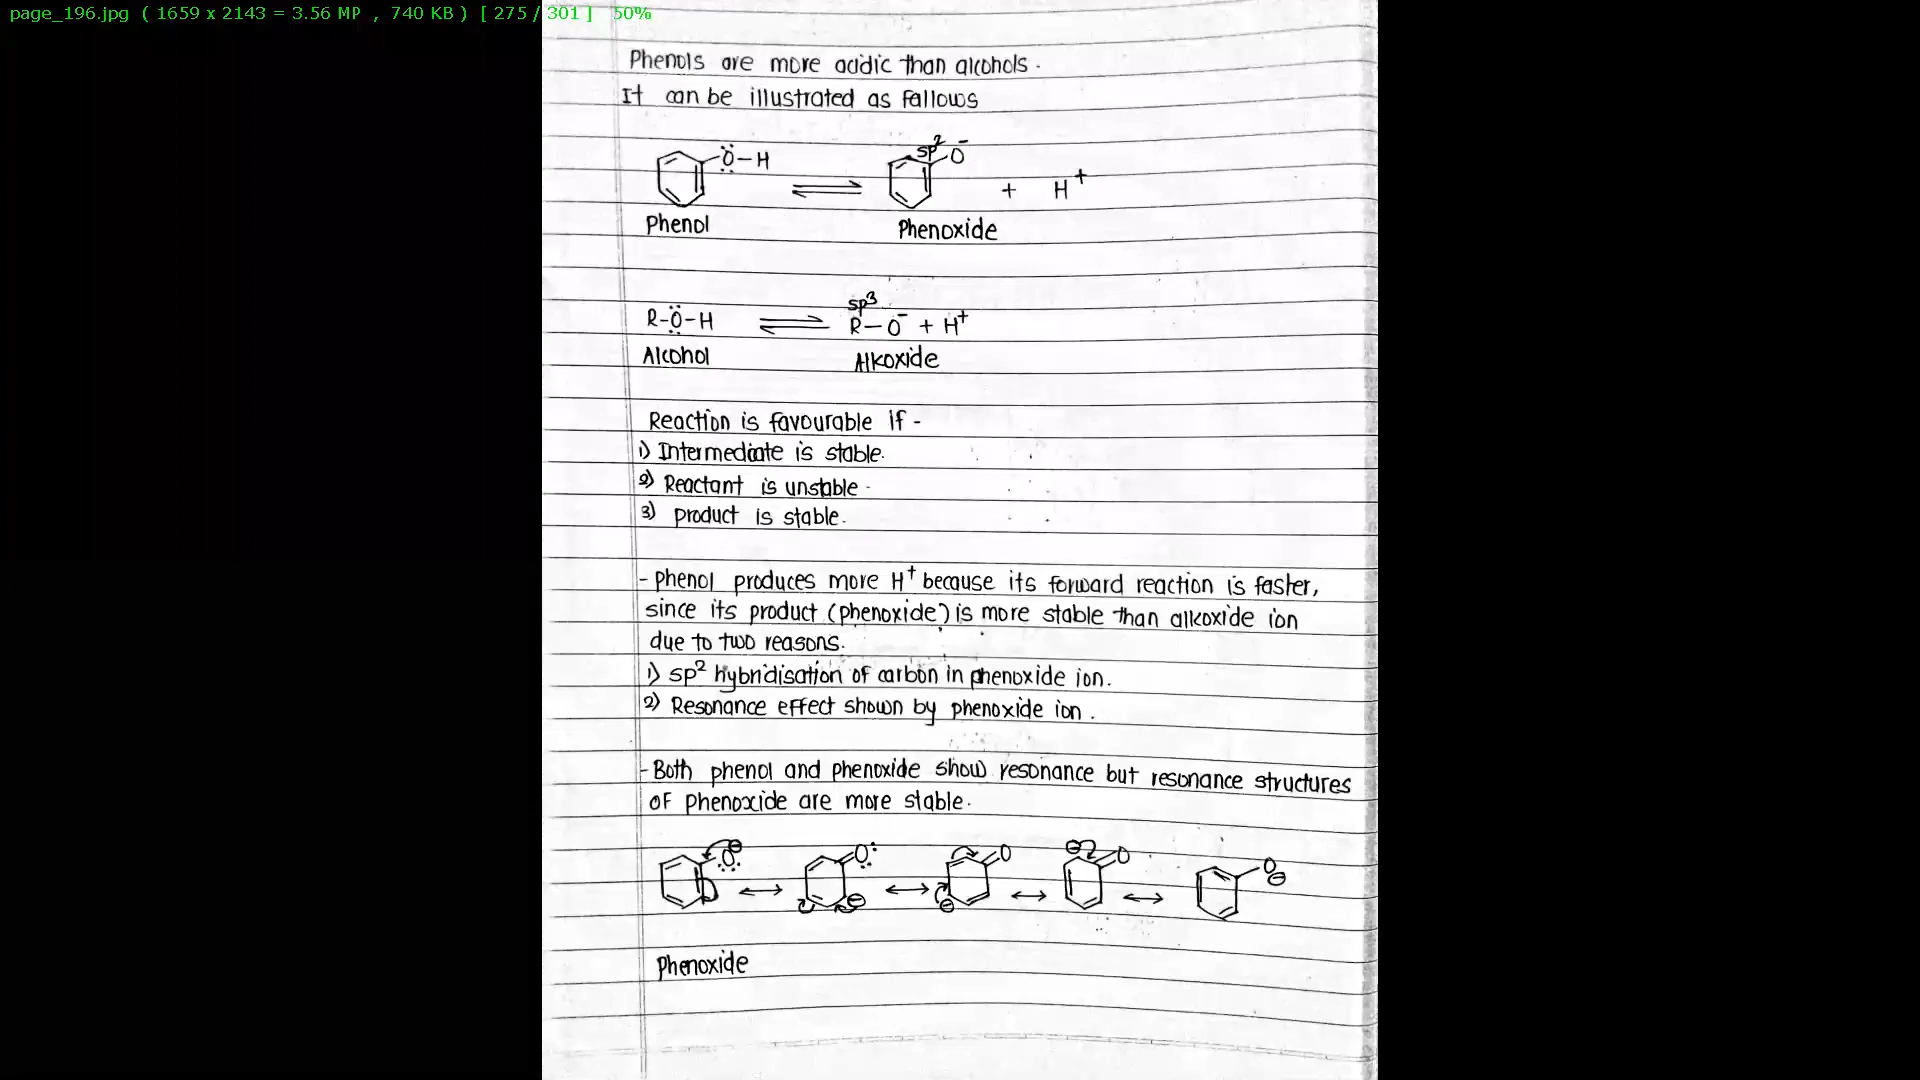 page_196.jpg ( 1659 x 2143 = 3.56 MP , 740 KB ) [ 275 / 301 ] 50%
Phenols are more acidic than alcohols.
It can be illustrated as fallows
sp²
Ö-H
O⁻
+ H⁺
Phenol
Phenoxide
sp³
R-Ö-H
R-O⁻ + H⁺
Alcohol
Alkoxide
Reaction is favourable if -
1) Intermediate is stable.
2) Reactant is unstable.
3) product is stable.
- phenol produces more H⁺ because its forward reaction is faster,
since its product (phenoxide) is more stable than alkoxide ion
due to two reasons.
1) sp² hybridisation of carbon in phenoxide ion.
2) Resonance effect shown by phenoxide ion.
- Both phenol and phenoxide show resonance but resonance structures
of phenoxide are more stable.
O⊖ O ⊖ O ⊖ ⊖ O O⊖
Phenoxide